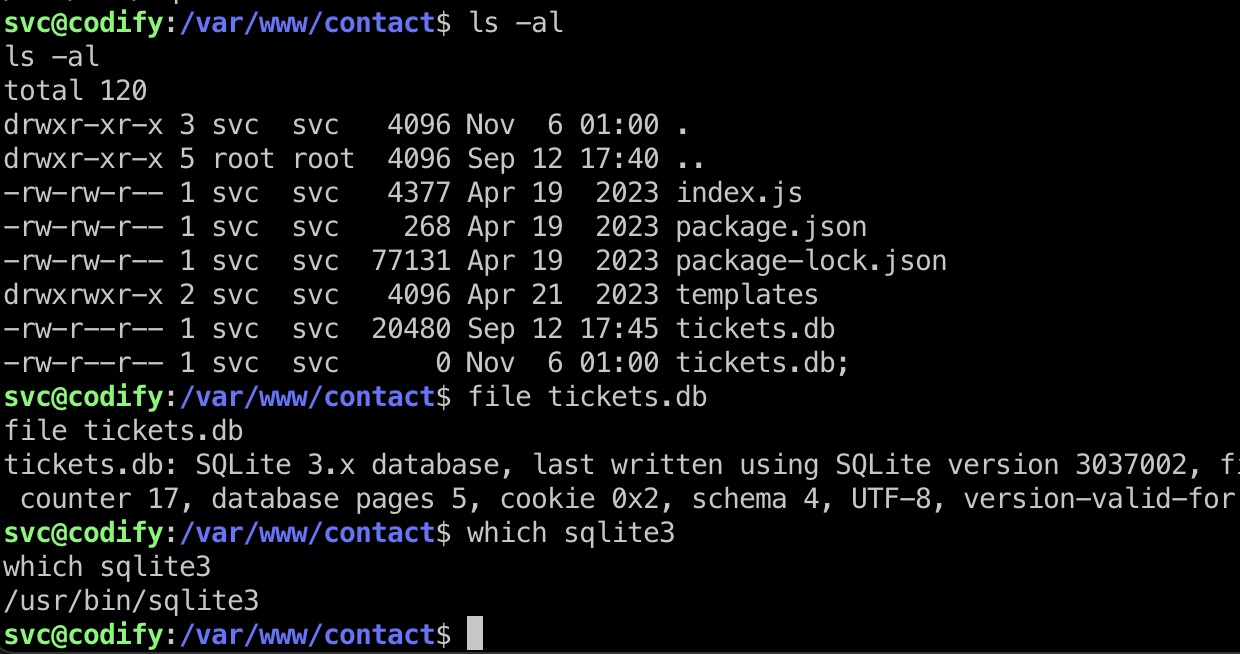 svc@codify:/var/www/contact$ ls -al
ls -al
total 120
drwxr-xr-x 3 svc  svc   4096 Nov  6 01:00 .
drwxr-xr-x 5 root root  4096 Sep 12 17:40 ..
-rw-rw-r-- 1 svc  svc   4377 Apr 19  2023 index.js
-rw-rw-r-- 1 svc  svc    268 Apr 19  2023 package.json
-rw-rw-r-- 1 svc  svc  77131 Apr 19  2023 package-lock.json
drwxrwxr-x 2 svc  svc   4096 Apr 21  2023 templates
-rw-r--r-- 1 svc  svc  20480 Sep 12 17:45 tickets.db
-rw-r--r-- 1 svc  svc      0 Nov  6 01:00 tickets.db;
svc@codify:/var/www/contact$ file tickets.db
file tickets.db
tickets.db: SQLite 3.x database, last written using SQLite version 3037002,
counter 17, database pages 5, cookie 0x2, schema 4, UTF-8, version-valid-for
svc@codify:/var/www/contact$ which sqlite3
which sqlite3
/usr/bin/sqlite3
svc@codify:/var/www/contact$